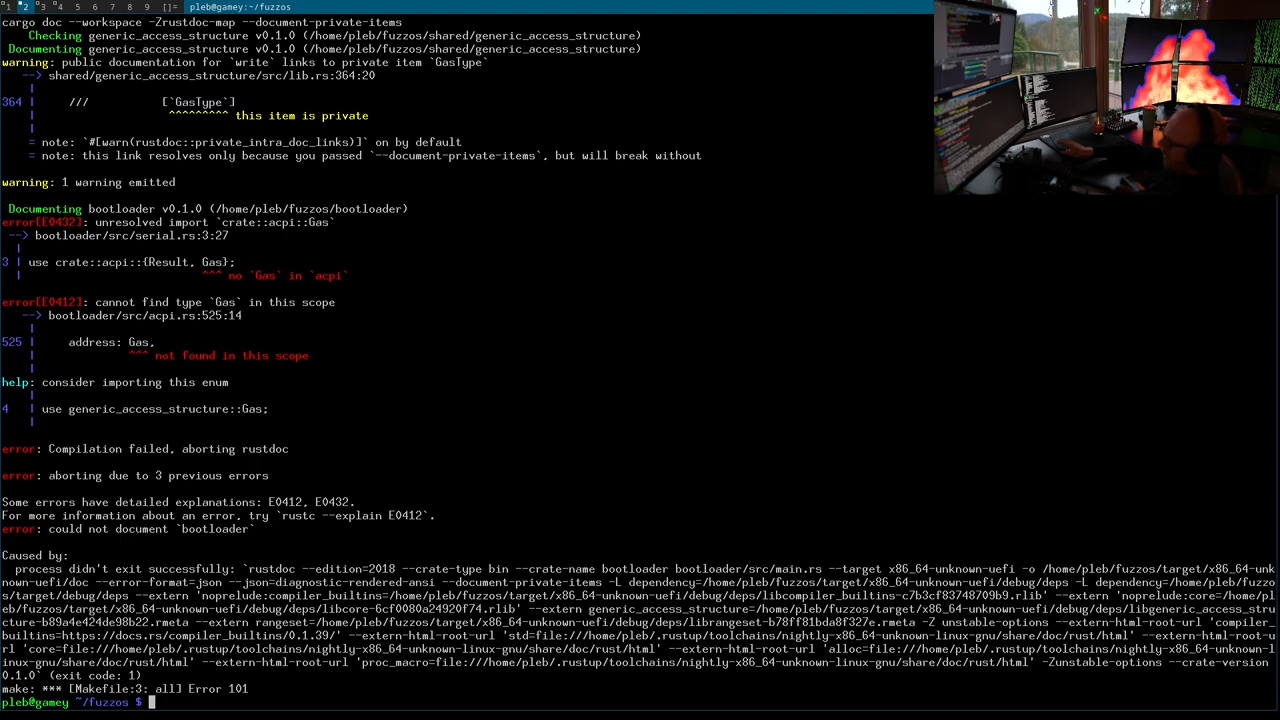 1 2 3 4 5 6 7 8 9 []= pleb@gamey:~/fuzzos
cargo doc --workspace -Zrustdoc-map --document-private-items
Checking generic_access_structure v0.1.0 (/home/pleb/fuzzos/shared/generic_access_structure)
Documenting generic_access_structure v0.1.0 (/home/pleb/fuzzos/shared/generic_access_structure)
warning: public documentation for `write` links to private item `GasType`
--> shared/generic_access_structure/src/lib.rs:364:20
|
364 | /// [`GasType`]
| ^^^^^^^^^ this item is private
|
= note: `#[warn(rustdoc::private_intra_doc_links)]` on by default
= note: this link resolves only because you passed `--document-private-items`, but will break without
warning: 1 warning emitted
Documenting bootloader v0.1.0 (/home/pleb/fuzzos/bootloader)
error[E0432]: unresolved import `crate::acpi::Gas`
--> bootloader/src/serial.rs:3:27
|
3 | use crate::acpi::{Result, Gas};
| ^^^ no `Gas` in `acpi`
error[E0412]: cannot find type `Gas` in this scope
--> bootloader/src/acpi.rs:525:14
|
525 | address: Gas,
| ^^^ not found in this scope
|
help: consider importing this enum
|
4 | use generic_access_structure::Gas;
|
error: Compilation failed, aborting rustdoc
error: aborting due to 3 previous errors
Some errors have detailed explanations: E0412, E0432.
For more information about an error, try `rustc --explain E0412`.
error: could not document `bootloader`
Caused by:
process didn't exit successfully: `rustdoc --edition=2018 --crate-type bin --crate-name bootloader bootloader/src/main.rs --target x86_64-unknown-uefi -o /home/pleb/fuzzos/target/x86_64-unk
nown-uefi/doc --error-format=json --json=diagnostic-rendered-ansi --document-private-items -L dependency=/home/pleb/fuzzos/target/x86_64-unknown-uefi/debug/deps -L dependency=/home/pleb/fuzzos
s/target/debug/deps --extern 'noprelude:compiler_builtins=/home/pleb/fuzzos/target/x86_64-unknown-uefi/debug/deps/libcompiler_builtins-c7b3cf83748709b9.rlib' --extern 'noprelude:core=/home/pl
eb/fuzzos/target/x86_64-unknown-uefi/debug/deps/libcore-6cf0080a24920f74.rlib' --extern generic_access_structure=/home/pleb/fuzzos/target/x86_64-unknown-uefi/debug/deps/libgeneric_access_stru
cture-b89a4e424de98b22.rmeta --extern rangeset=/home/pleb/fuzzos/target/x86_64-unknown-uefi/debug/deps/librangeset-b78ff81bda8f327e.rmeta -Z unstable-options --extern-html-root-url 'compiler_
builtins=https://docs.rs/compiler_builtins/0.1.39/' --extern-html-root-url 'std=file:///home/pleb/.rustup/toolchains/nightly-x86_64-unknown-linux-gnu/share/doc/rust/html' --extern-html-root-u
rl 'core=file:///home/pleb/.rustup/toolchains/nightly-x86_64-unknown-linux-gnu/share/doc/rust/html' --extern-html-root-url 'alloc=file:///home/pleb/.rustup/toolchains/nightly-x86_64-unknown-l
inux-gnu/share/doc/rust/html' --extern-html-root-url 'proc_macro=file:///home/pleb/.rustup/toolchains/nightly-x86_64-unknown-linux-gnu/share/doc/rust/html' -Zunstable-options --crate-version
0.1.0` (exit code: 1)
make: *** [Makefile:3: all] Error 101
pleb@gamey ~/fuzzos $